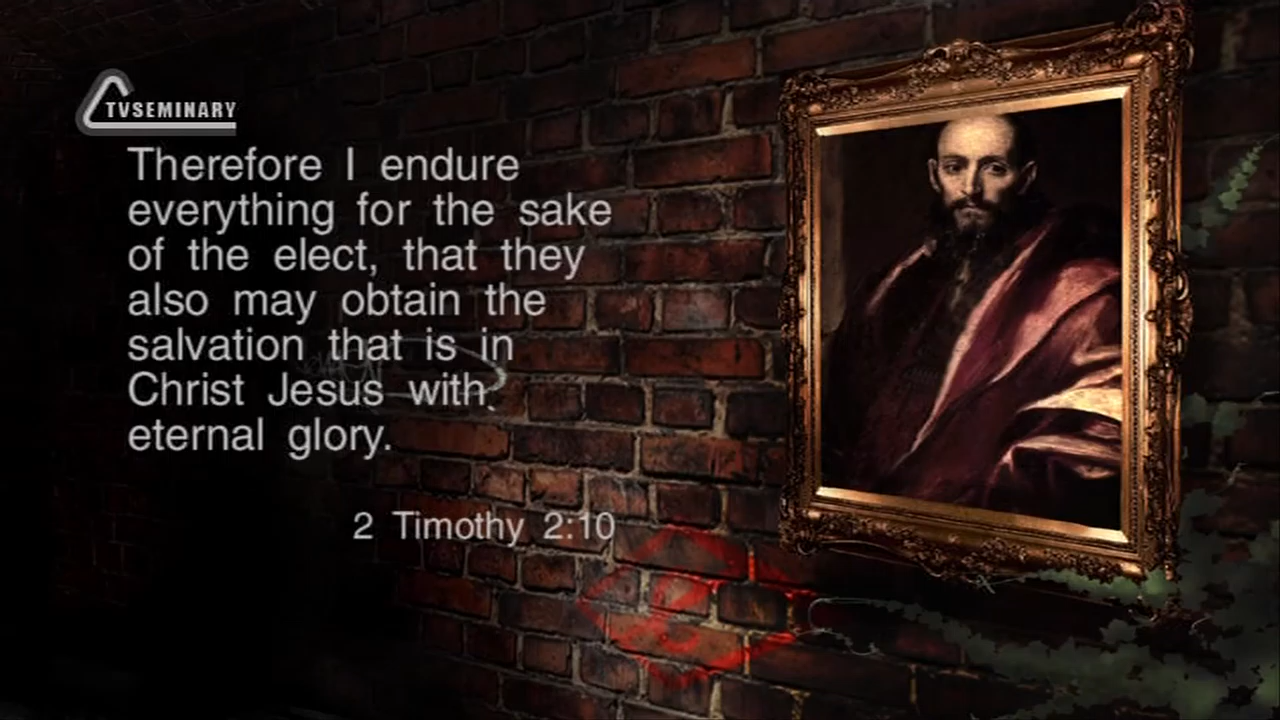 TVSEMINARY
Therefore I endure
everything for the sake
of the elect, that they
also may obtain the
salvation that is in
Christ Jesus with
eternal glory.
2 Timothy 2:10